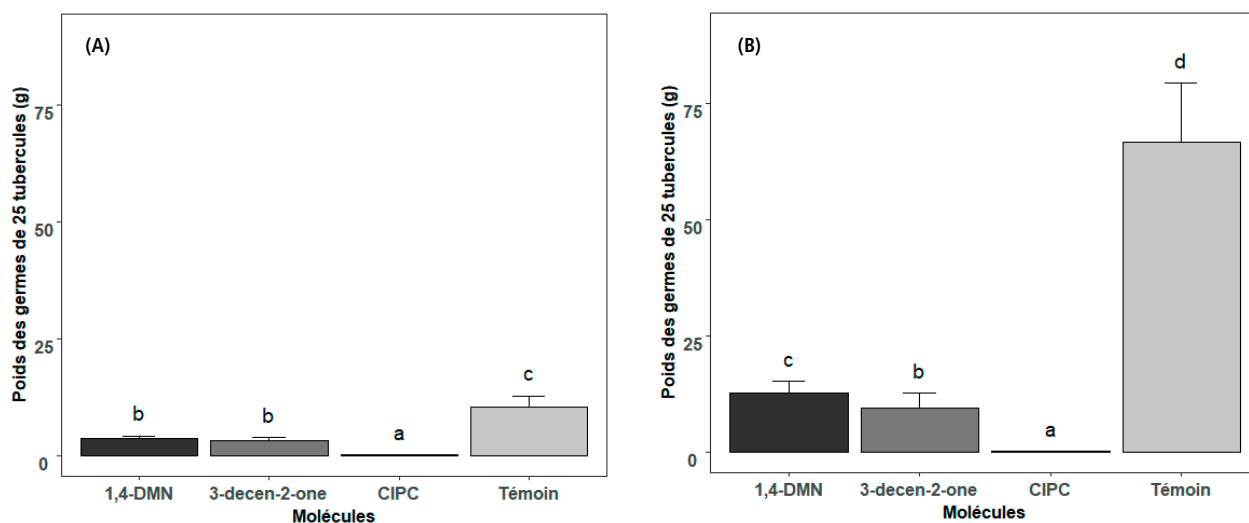 (A)
Poids des germes de 25 tubercules (g)
75
50
25
0
b
b
a
c
1,4-DMN
3-decen-2-one
CIPC
Témoin
Molécules
(B)
Poids des germes de 25 tubercules (g)
75
50
25
0
c
b
a
d
1,4-DMN
3-decen-2-one
CIPC
Témoin
Molécules